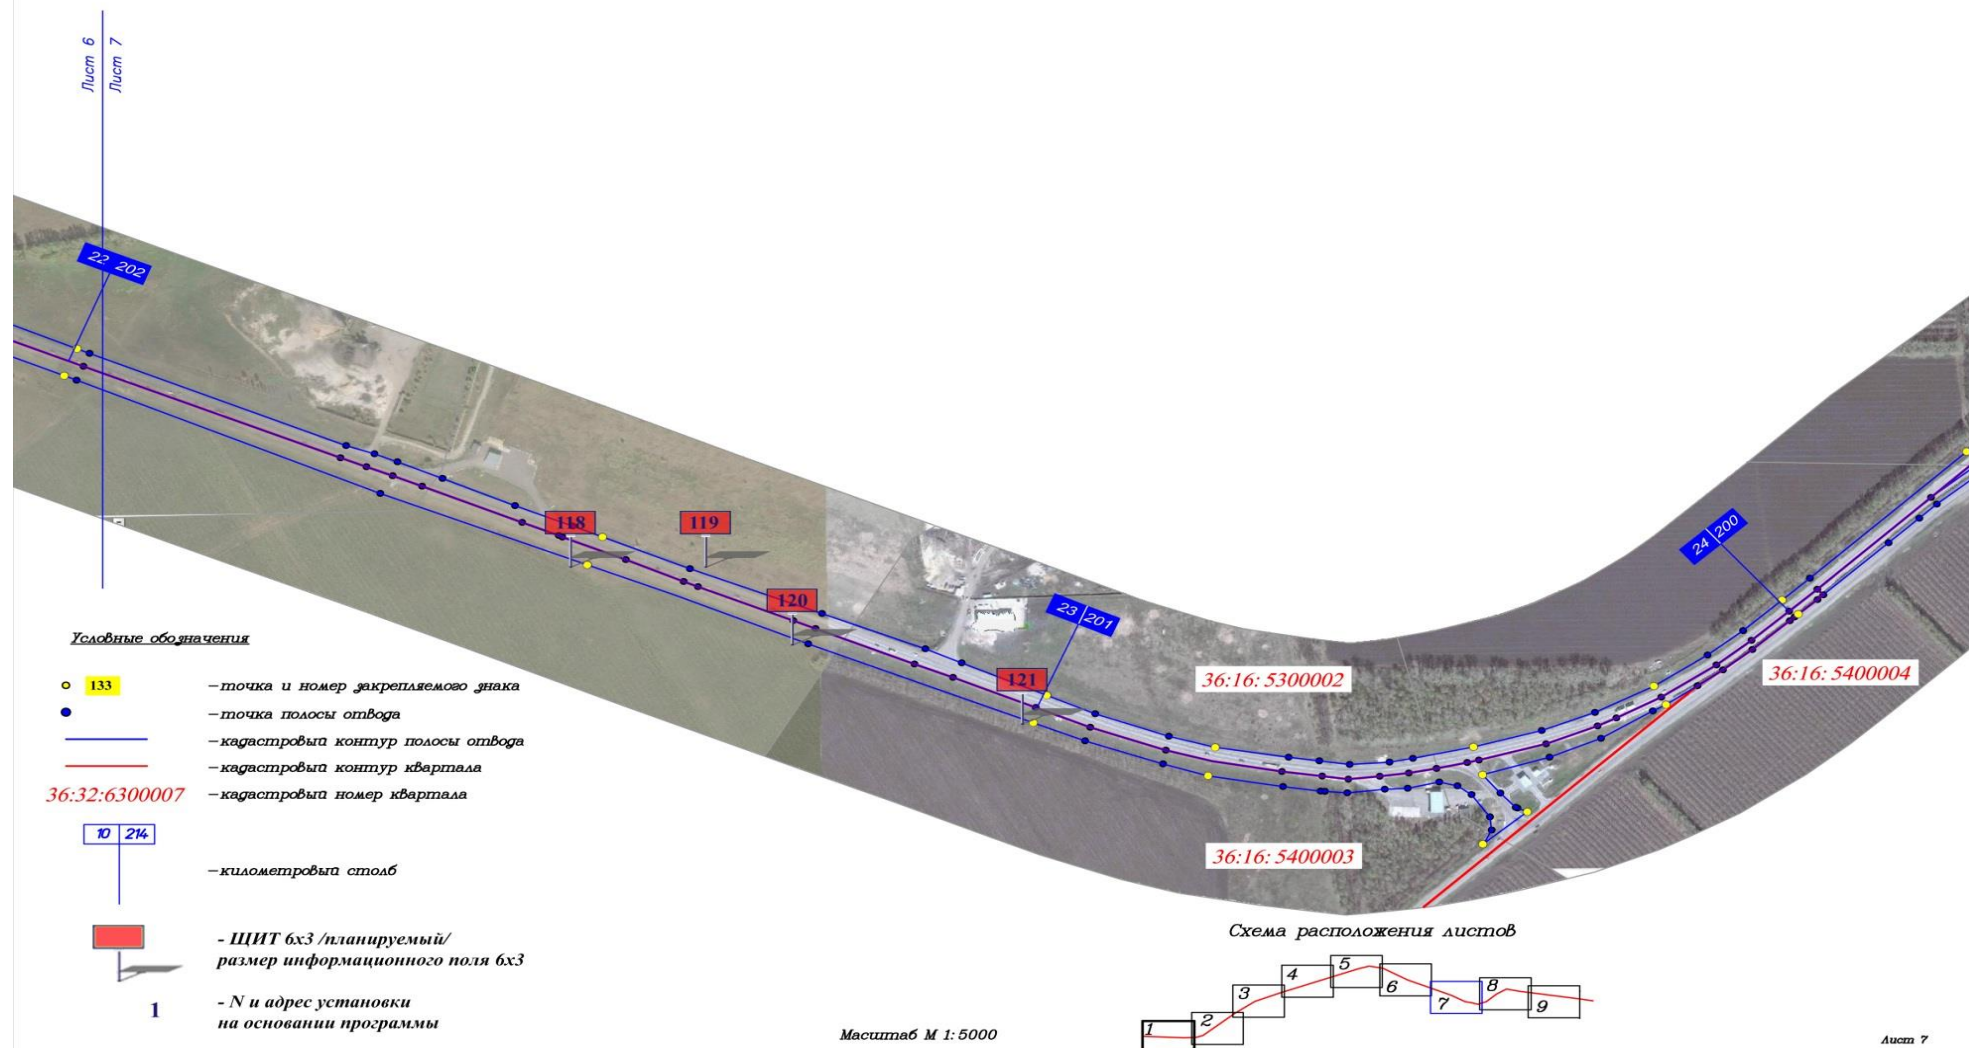 Лист 6
Лист 7
22 202
118
119
120
23 201
121
24 200
36:16: 5300002
36:16: 5400004
36:16: 5400003
Условные обозначения
133 –точка и номер закрепляемого знака
–точка полосы отвода
–кадастровый контур полосы отвода
–кадастровый контур квартала
36:32:6300007 –кадастровый номер квартала
10 214
–километровый столб
- ЩИТ 6х3 /планируемый/
размер информационного поля 6х3
1 - N и адрес установки
на основании программы
Масштаб М 1: 5000
Схема расположения листов
1
2
3
4
5
6
7
8
9
Лист 7